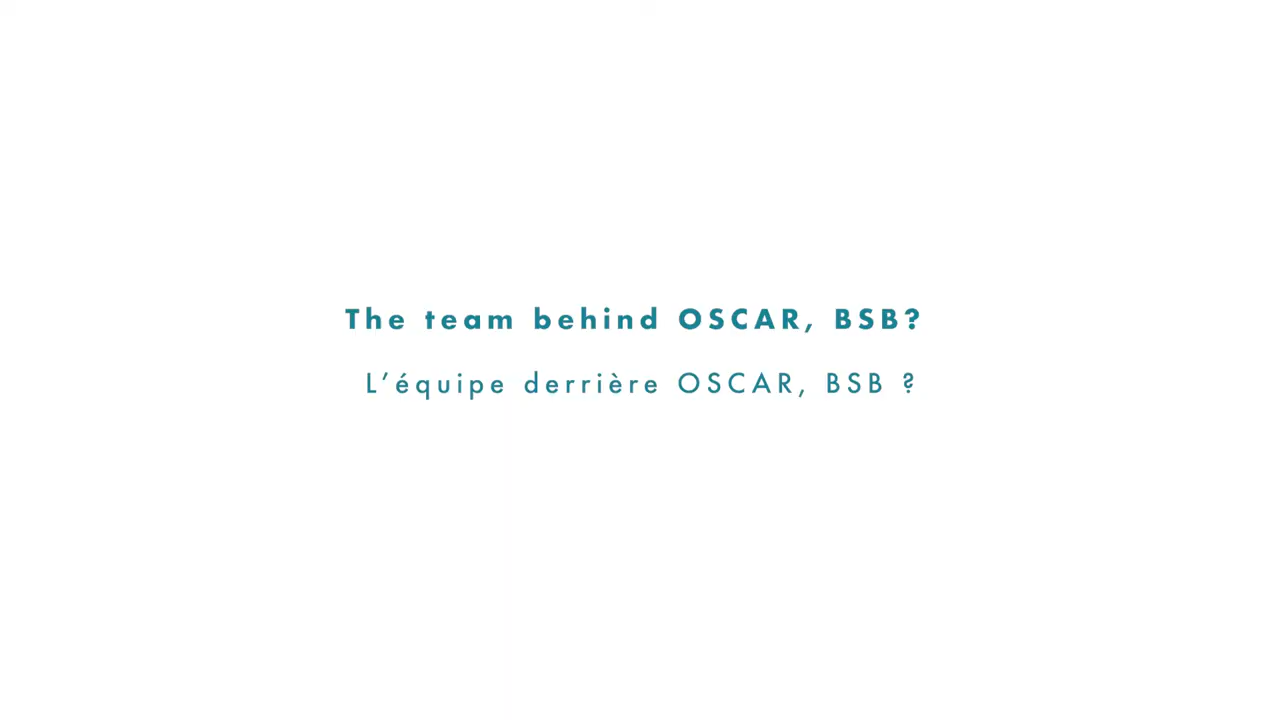 The team behind OSCAR, BSB?
L’équipe derrière OSCAR, BSB ?